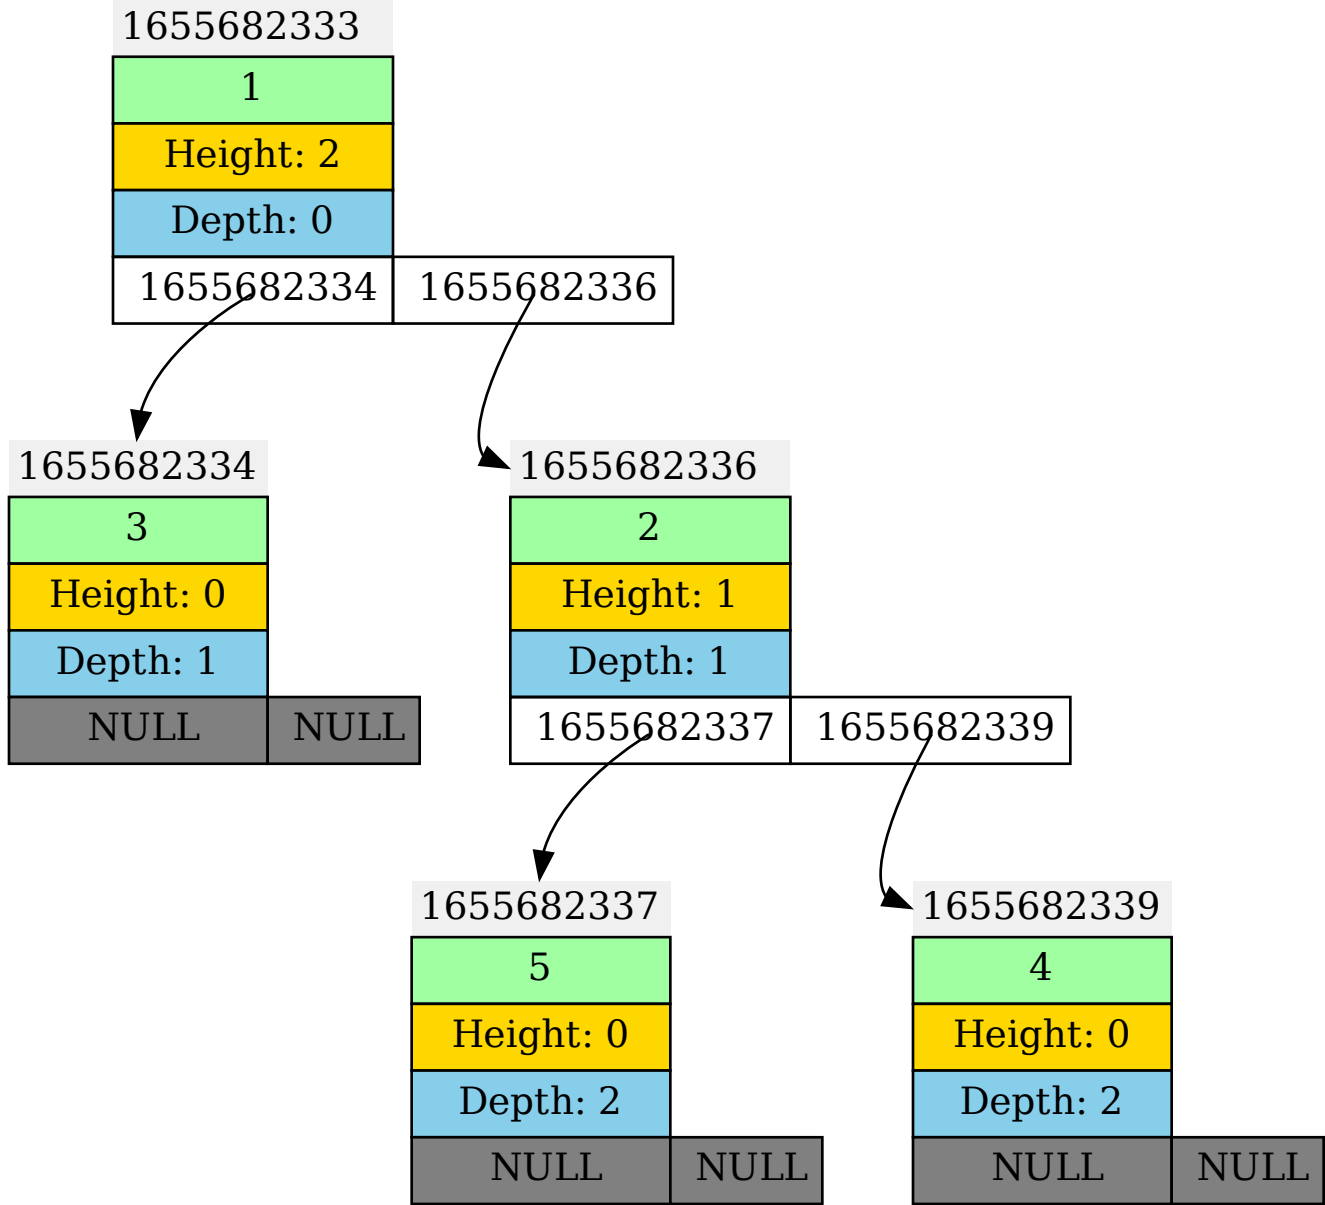 1655682333
1
Height: 2
Depth: 0
1655682334 1655682336
1655682334
3
Height: 0
Depth: 1
NULL NULL
1655682336
2
Height: 1
Depth: 1
1655682337 1655682339
1655682337
5
Height: 0
Depth: 2
NULL NULL
1655682339
4
Height: 0
Depth: 2
NULL NULL